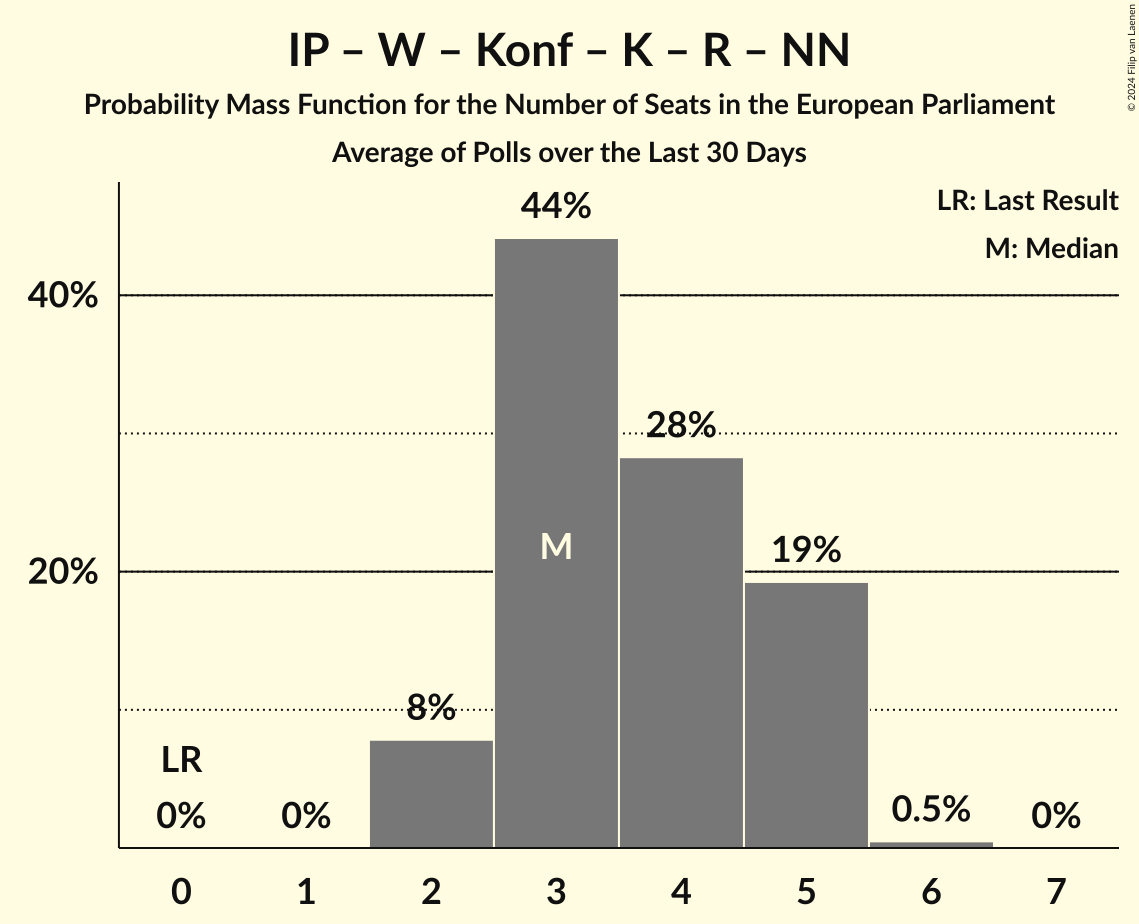 IP – W – Konf – K – R – NN
Probability Mass Function for the Number of Seats in the European Parliament
Average of Polls over the Last 30 Days
© 2024 Filip van Laenen
LR: Last Result
M: Median
44%
40%
28%
M
20%
19%
8%
LR
0%
0%
0.5%
0%
0 1 2 3 4 5 6 7